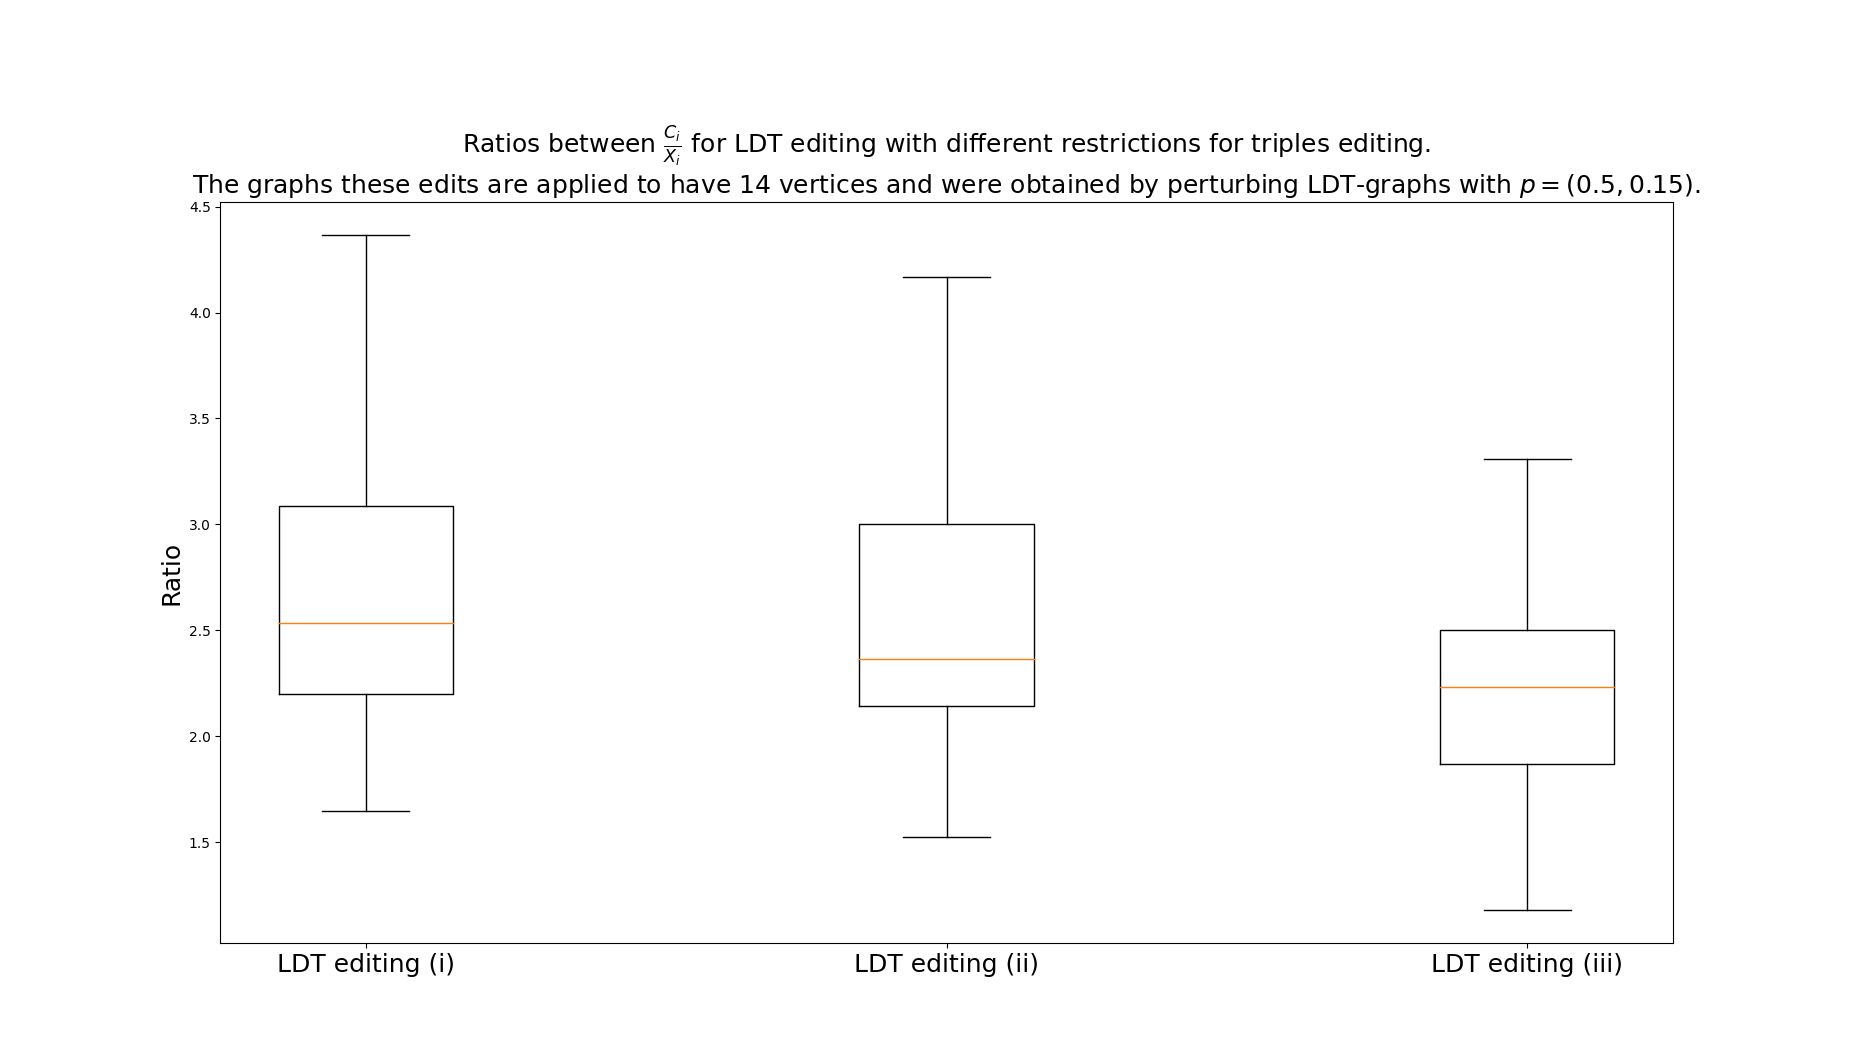 Ratios between C_i/X_i for LDT editing with different restrictions for triples editing.
The graphs these edits are applied to have 14 vertices and were obtained by perturbing LDT-graphs with p = (0.5, 0.15).
4.5
4.0
3.5
3.0
2.5
2.0
1.5
Ratio
LDT editing (i)
LDT editing (ii)
LDT editing (iii)